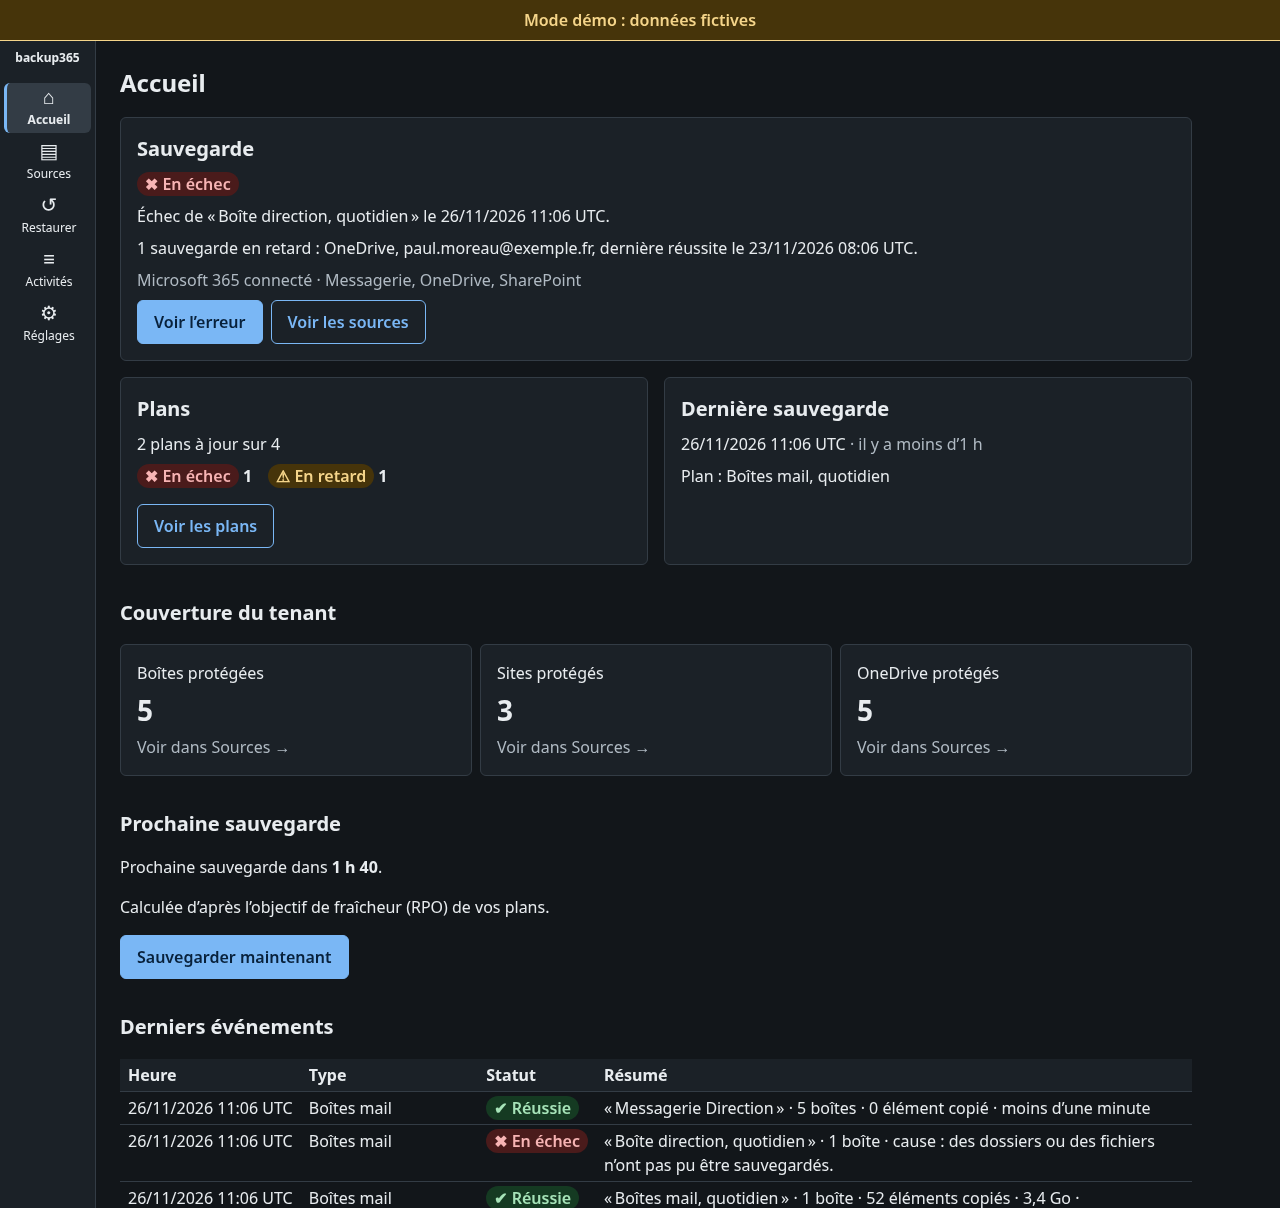 Mode démo : données fictives
backup365
Accueil
Sources
Restaurer
Activités
Réglages
Accueil
Sauvegarde
✖ En échec
Échec de « Boîte direction, quotidien » le 26/11/2026 11:06 UTC.
1 sauvegarde en retard : OneDrive, paul.moreau@exemple.fr, dernière réussite le 23/11/2026 08:06 UTC.
Microsoft 365 connecté · Messagerie, OneDrive, SharePoint
Voir l’erreur
Voir les sources
Plans
2 plans à jour sur 4
✖ En échec 1 ⚠ En retard 1
Voir les plans
Dernière sauvegarde
26/11/2026 11:06 UTC · il y a moins d’1 h
Plan : Boîtes mail, quotidien
Couverture du tenant
Boîtes protégées
5
Voir dans Sources →
Sites protégés
3
Voir dans Sources →
OneDrive protégés
5
Voir dans Sources →
Prochaine sauvegarde
Prochaine sauvegarde dans 1 h 40.
Calculée d’après l’objectif de fraîcheur (RPO) de vos plans.
Sauvegarder maintenant
Derniers événements
Heure Type Statut Résumé
26/11/2026 11:06 UTC Boîtes mail ✔ Réussie « Messagerie Direction » · 5 boîtes · 0 élément copié · moins d’une minute
26/11/2026 11:06 UTC Boîtes mail ✖ En échec « Boîte direction, quotidien » · 1 boîte · cause : des dossiers ou des fichiers
n’ont pas pu être sauvegardés.
26/11/2026 11:06 UTC Boîtes mail ✔ Réussie « Boîtes mail, quotidien » · 1 boîte · 52 éléments copiés · 3,4 Go ·